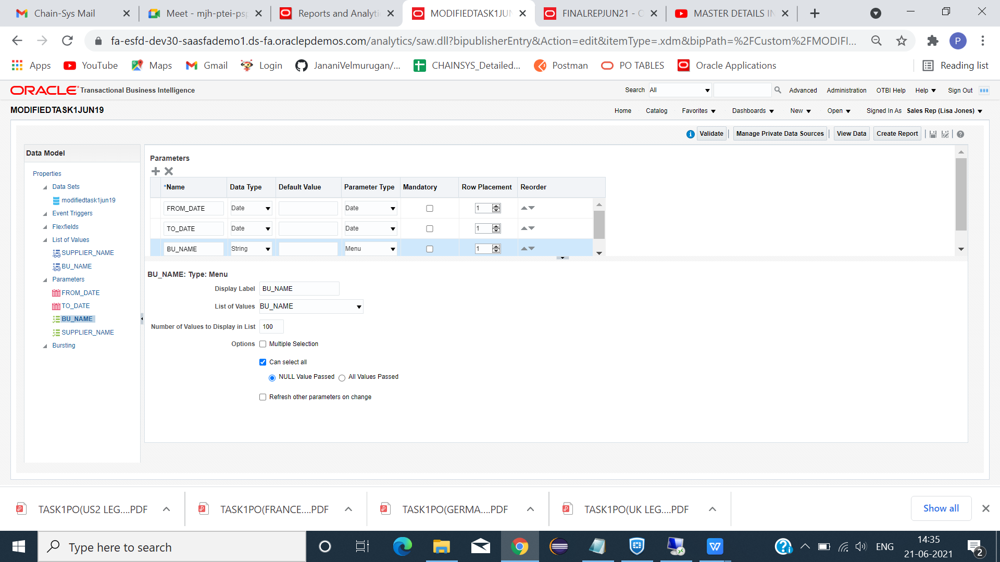 Chain-Sys Mail
Meet - mjh-ptei-psp
Reports and Analyti
MODIFIEDTASK1JUN
FINALREPJUN21 - O
MASTER DETAILS IN
fa-esfd-dev30-saasfademo1.ds-fa.oraclepdemos.com/analytics/saw.dll?bipublisherEntry&Action=edit&itemType=.xdm&bipPath=%2FCustom%2FMODIFI...
P
Apps YouTube Maps Gmail Login JananiVelmurugan/... CHAINSYS_Detailed... Postman PO TABLES Oracle Applications Reading list
ORACLE Transactional Business Intelligence
Search All Advanced Administration OTBI Help Help Sign Out
MODIFIEDTASK1JUN19
Home Catalog Favorites Dashboards New Open Signed In As Sales Rep (Lisa Jones)
Validate Manage Private Data Sources View Data Create Report
Data Model
Properties
Data Sets
modifiedtask1jun19
Event Triggers
Flexfields
List of Values
SUPPLIER_NAME
BU_NAME
Parameters
FROM_DATE
TO_DATE
BU_NAME
SUPPLIER_NAME
Bursting
Parameters
*Name Data Type Default Value Parameter Type Mandatory Row Placement Reorder
FROM_DATE Date Date 1
TO_DATE Date Date 1
BU_NAME String Menu 1
BU_NAME: Type: Menu
Display Label BU_NAME
List of Values BU_NAME
Number of Values to Display in List 100
Options Multiple Selection
Can select all
NULL Value Passed All Values Passed
Refresh other parameters on change
TASK1PO(US2 LEG....PDF
TASK1PO(FRANCE....PDF
TASK1PO(GERMA....PDF
TASK1PO(UK LEG....PDF
Show all
Type here to search
ENG
14:35
21-06-2021
2